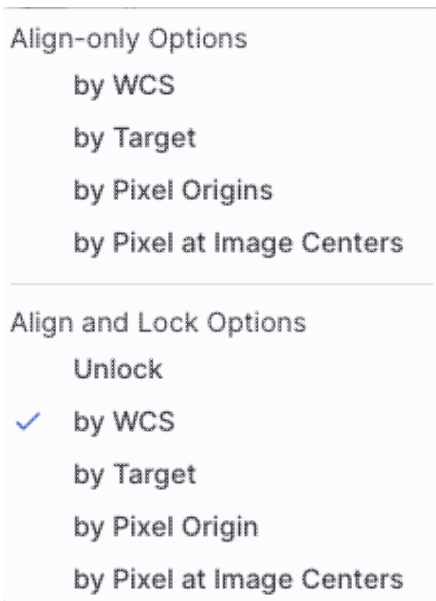 Align-only Options
by WCS
by Target
by Pixel Origins
by Pixel at Image Centers
Align and Lock Options
Unlock
by WCS
by Target
by Pixel Origin
by Pixel at Image Centers